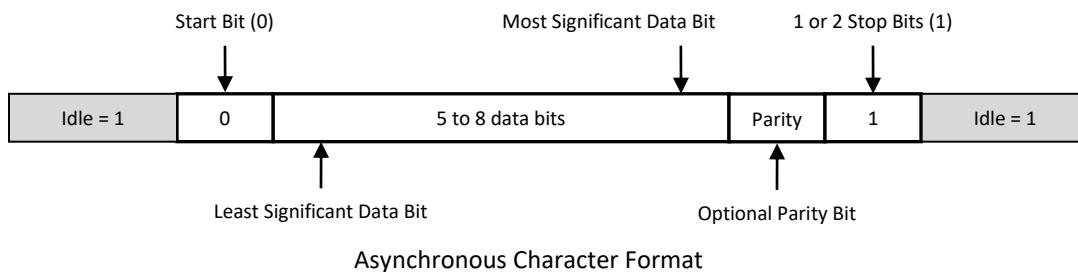 Start Bit (0)
Most Significant Data Bit
1 or 2 Stop Bits (1)
Idle = 1
0
5 to 8 data bits
Parity
1
Idle = 1
Least Significant Data Bit
Optional Parity Bit
Asynchronous Character Format